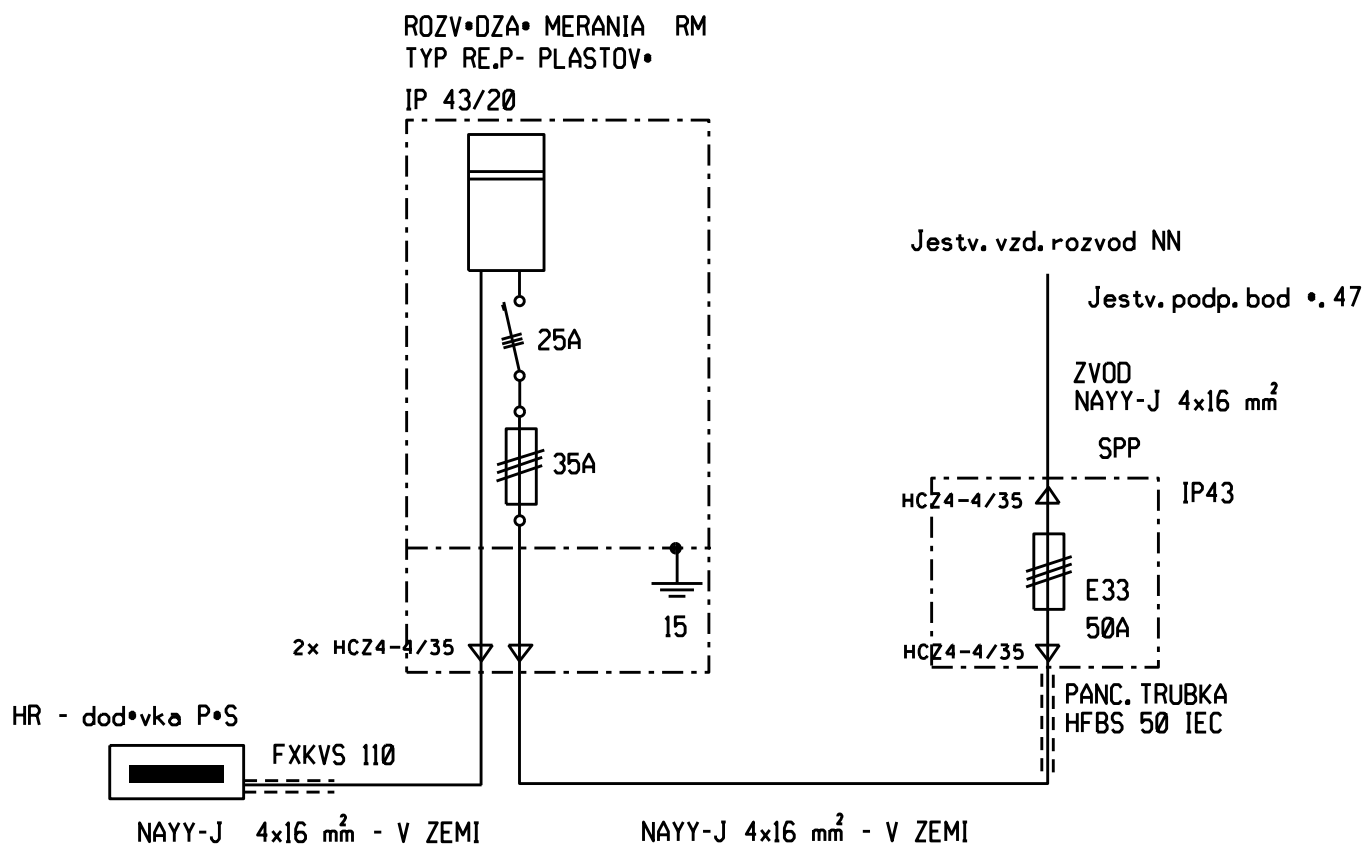 ROZV•DZA• MERANIA RM
TYP RE.P- PLASTOV•
IP 43/20
25A
35A
15
2x HCZ4-4/35
Jestv. vzd. rozvod NN
Jestv. podp. bod •. 47
ZVOD
NAYY-J 4x16 mm²
SPP
IP43
HCZ4-4/35
E33
50A
HCZ4-4/35
PANC. TRUBKA
HFBS 50 IEC
HR - dod•vka P•S
FXKVS 110
NAYY-J 4x16 mm² - V ZEMI
NAYY-J 4x16 mm² - V ZEMI